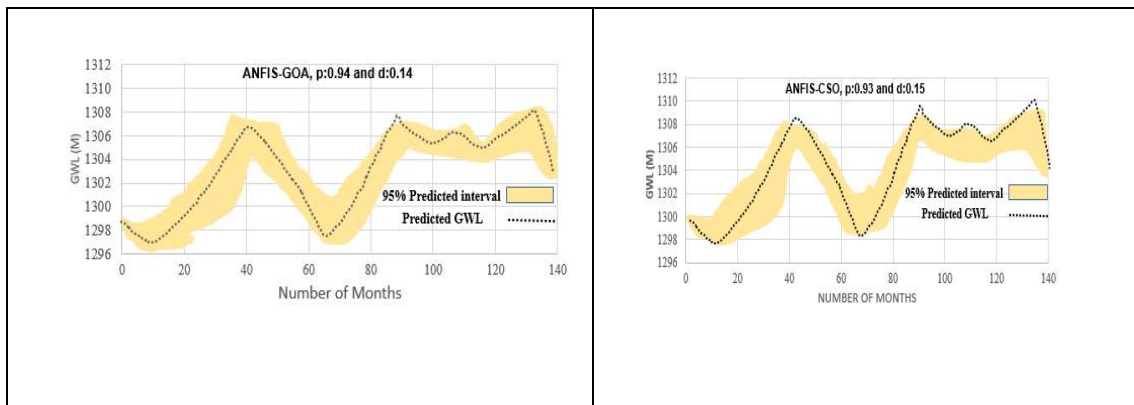 ANFIS-GOA, p:0.94 and d:0.14
1312
1310
1308
1306
1304
1302
1300
1298
1296
GWL (M)
95% Predicted interval
Predicted GWL
0 20 40 60 80 100 120 140
Number of Months
ANFIS-CSO, p:0.93 and d:0.15
1312
1310
1308
1306
1304
1302
1300
1298
1296
GWL (M)
95% Predicted interval
Predicted GWL
0 20 40 60 80 100 120 140
NUMBER OF MONTHS